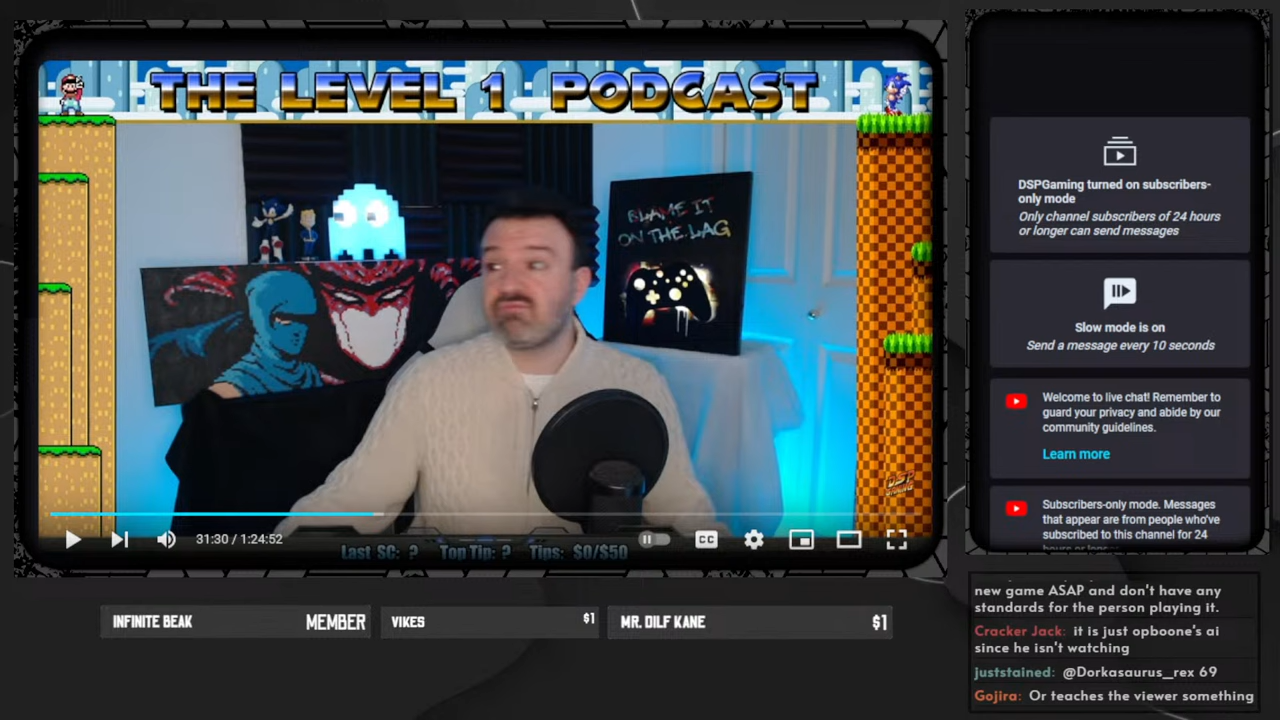 THE LEVEL 1 PODCAST
BLAME IT
ON THE LAG
DSP
GAMING
31:30 / 1:24:52
CC
Last SC: ?
Top Tip: ?
Tips: $0/$50
INFINITE BEAK
MEMBER
VIKES
$1
MR. DILF KANE
$1
DSPGaming turned on subscribers-
only mode
Only channel subscribers of 24 hours
or longer can send messages
Slow mode is on
Send a message every 10 seconds
Welcome to live chat! Remember to
guard your privacy and abide by our
community guidelines.
Learn more
Subscribers-only mode. Messages
that appear are from people who've
subscribed to this channel for 24
hours or longer
new game ASAP and don't have any
standards for the person playing it.
Cracker Jack: it is just opboone's ai
since he isn't watching
juststained: @Dorkasaurus_rex 69
Gojira: Or teaches the viewer something